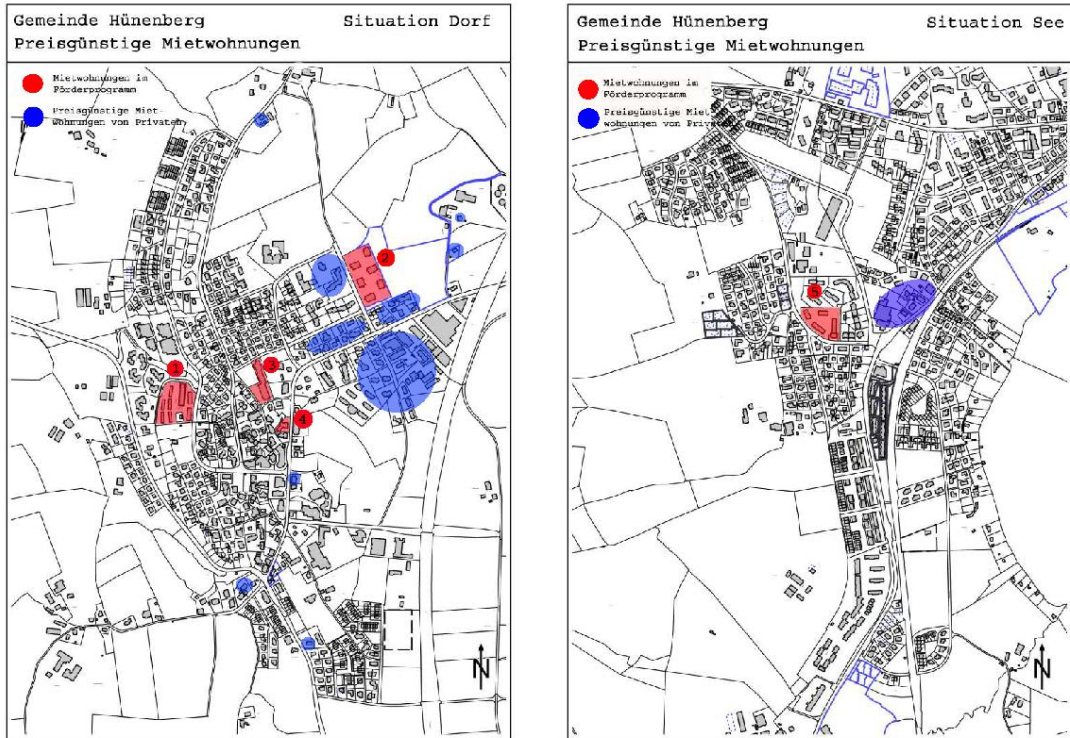 Gemeinde Hünenberg Situation Dorf
Preisgünstige Mietwohnungen
Mietwohnungen im
Förderprogramm
Preisgünstige Miet-
wohnungen von Privaten
2
1
3
4
N
Gemeinde Hünenberg Situation See
Preisgünstige Mietwohnungen
Mietwohnungen im
Förderprogramm
Preisgünstige Miet
wohnungen von Privaten
5
N